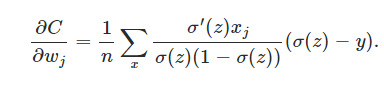 ∂C/∂w_j = 1/n ∑_x σ′(z)x_j / σ(z)(1 − σ(z)) (σ(z) − y).